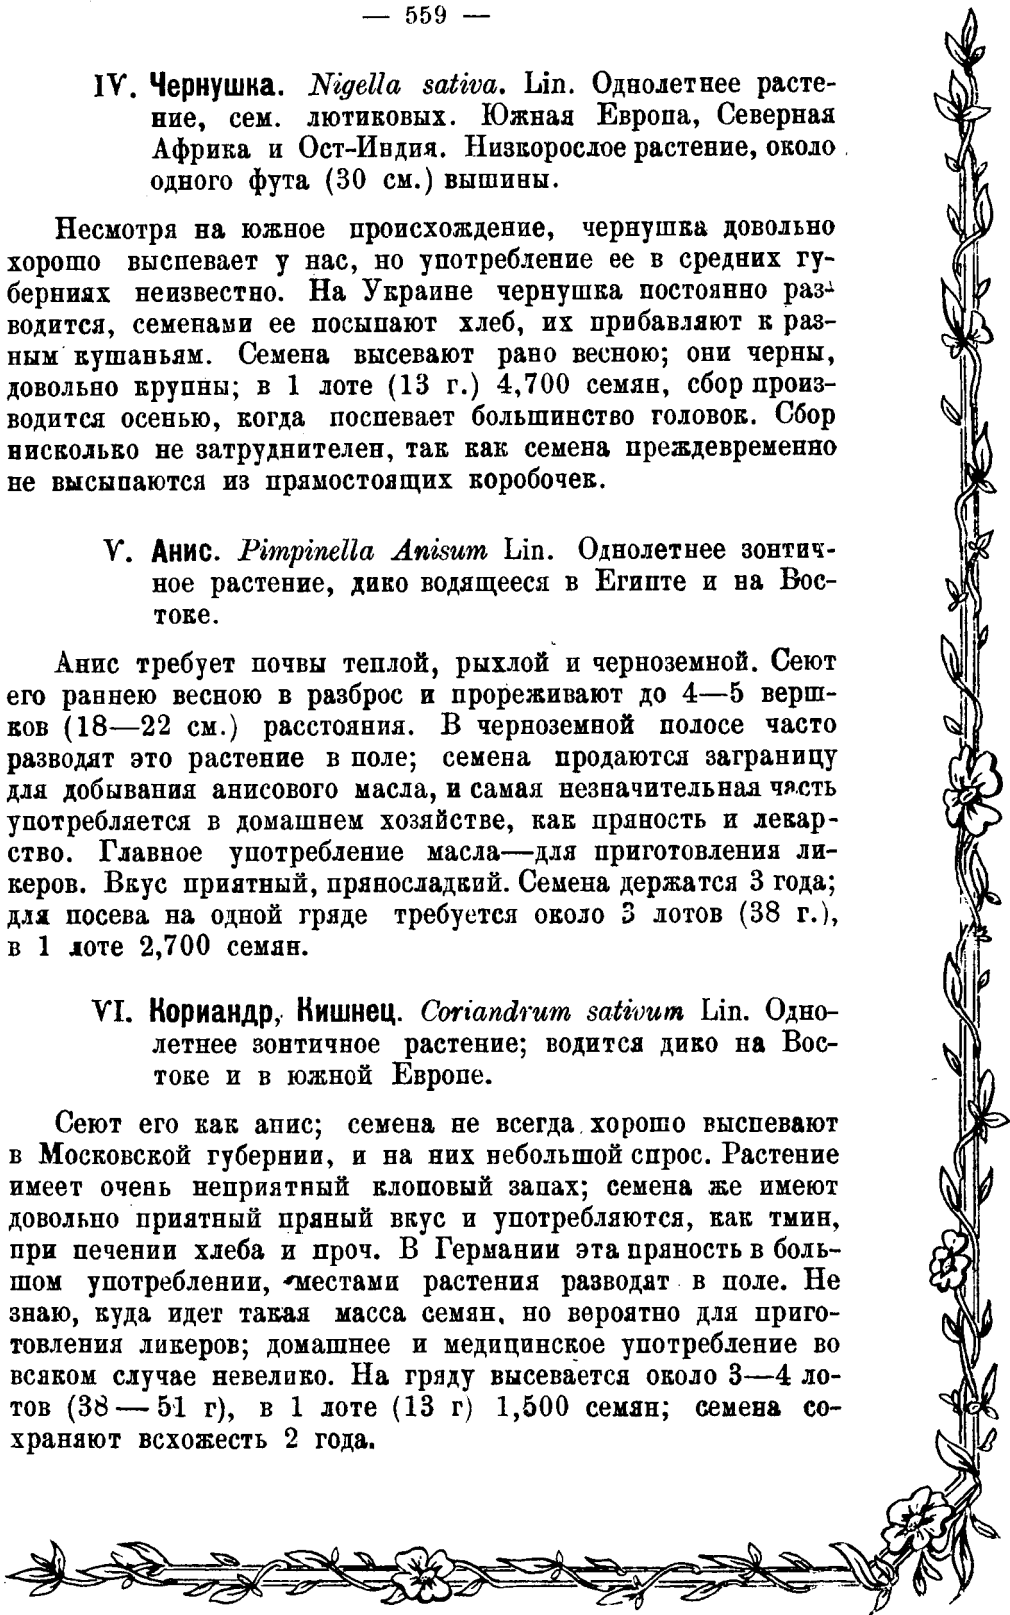 — 559 —
IV. Чернушка. Nigella sativa. Lin. Однолетнее расте-
ние, сем. лютиковых. Южная Европа, Северная
Африка и Ост-Индия. Низкорослое растение, около
одного фута (30 см.) вышины.
Несмотря на южное происхождение, чернушка довольно
хорошо выспевает у нас, но употребление ее в средних гу-
берниях неизвестно. На Украине чернушка постоянно раз-
водится, семенами ее посыпают хлеб, их прибавляют к раз-
ным кушаньям. Семена высевают рано весною; они черны,
довольно крупны; в 1 лоте (13 г.) 4,700 семян, сбор произ-
водится осенью, когда поспевает большинство головок. Сбор
нисколько не затруднителен, так как семена преждевременно
не высыпаются из прямостоящих коробочек.
V. Анис. Pimpinella Anisum Lin. Однолетнее зонтич-
ное растение, дико водящееся в Египте и на Вос-
токе.
Анис требует почвы теплой, рыхлой и черноземной. Сеют
его раннею весною в разброс и прореживают до 4—5 верш-
ков (18—22 см.) расстояния. В черноземной полосе часто
разводят это растение в поле; семена продаются заграницу
для добывания анисового масла, и самая незначительная часть
употребляется в домашнем хозяйстве, как пряность и лекар-
ство. Главное употребление масла—для приготовления ли-
керов. Вкус приятный, пряносладкий. Семена держатся 3 года;
для посева на одной гряде требуется около 3 лотов (38 г.),
в 1 лоте 2,700 семян.
VI. Кориандр, Кишнец. Coriandrum sativum Lin. Одно-
летнее зонтичное растение; водится дико на Вос-
токе и в южной Европе.
Сеют его как анис; семена не всегда хорошо выспевают
в Московской губернии, и на них небольшой спрос. Растение
имеет очень неприятный клоповый запах; семена же имеют
довольно приятный пряный вкус и употребляются, как тмин,
при печении хлеба и проч. В Германии эта пряность в боль-
шом употреблении, местами растения разводят в поле. Не
знаю, куда идет такая масса семян, но вероятно для приго-
товления ликеров; домашнее и медицинское употребление во
всяком случае невелико. На гряду высевается около 3—4 ло-
тов (38 — 51 г), в 1 лоте (13 г) 1,500 семян; семена со-
храняют всхожесть 2 года.